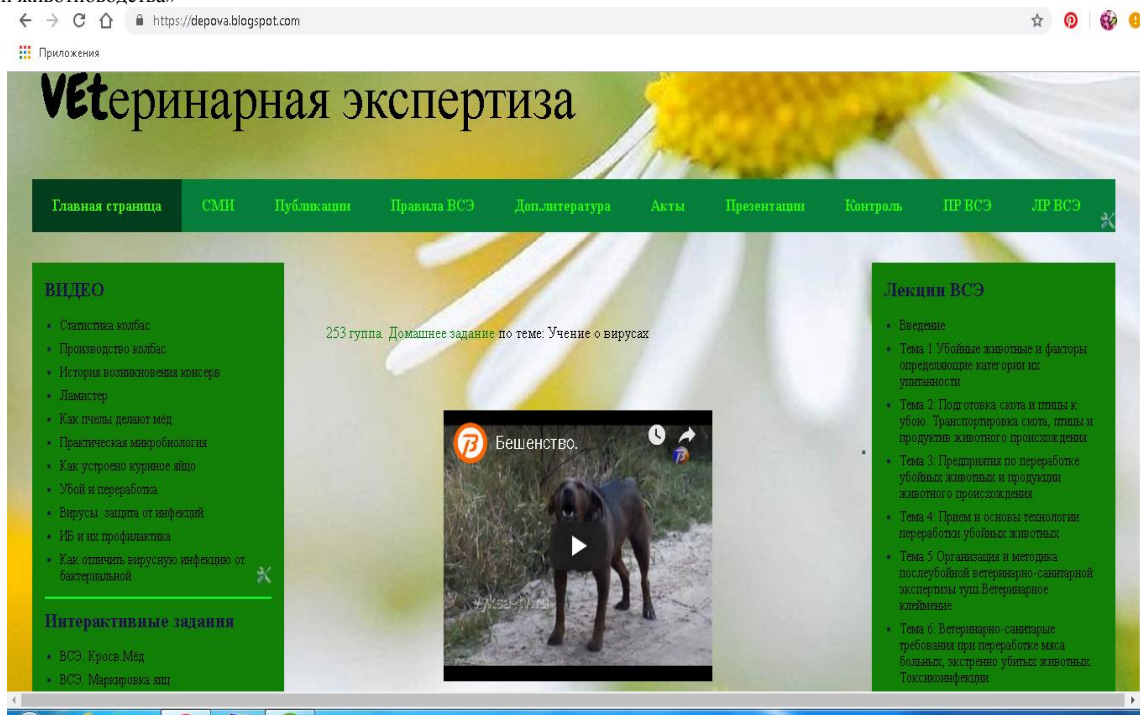 и животноводства»
https://depova.blogspot.com
Приложения
VEtеринарная экспертиза
Главная страница СМИ Публикации Правила ВСЭ Доп.литература Акты Презентации Контроль ПР ВСЭ ЛР ВСЭ
ВИДЕО
Статистика колбас
Производство колбас
История возникновения консерв
Ламистер
Как пчелы делают мёд
Практическая микробиология
Как устроено куриное яйцо
Убой и переработка
Вирусы. защита от инфекций
ИБ и их профилактика
Как отличить вирусную инфекцию от
бактериальной
Интерактивные задания
ВСЭ. Кросв.Мёд
ВСЭ. Маркировка яиц
253 гуппа. Домашнее задание по теме: Учение о вирусах
Бешенство.
Лекции ВСЭ
Введение
Тема 1 Убойные животные и факторы
определяющие категории их
упитанности
Тема 2: Подготовка скота и птицы к
убою. Транспортировка скота, птицы и
продуктив животного происхождения
Тема 3: Предприятия по переработке
убойных животных и продукции
животного происхождения
Тема 4: Прием и основы технологии
переработки убойных животных
Тема 5 Организация и методика
послеубойной ветеринарно-санитарной
экспертизы туш.Ветеринарное
клеймение
Тема 6: Ветеринарно-санитарые
требования при переработке мяса
больных, экстренно убитых животных.
Токсикоинфекции